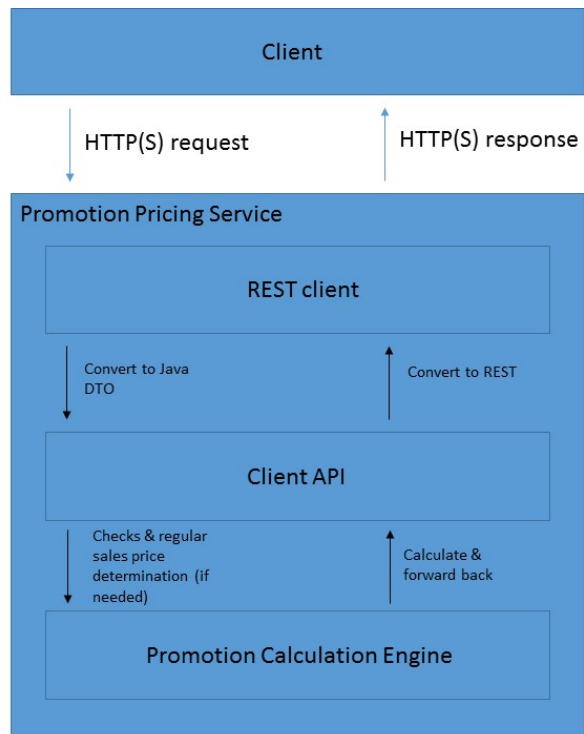 Client
HTTP(S) request
HTTP(S) response
Promotion Pricing Service
REST client
Convert to Java
DTO
Convert to REST
Client API
Checks & regular
sales price
determination (if
needed)
Calculate &
forward back
Promotion Calculation Engine